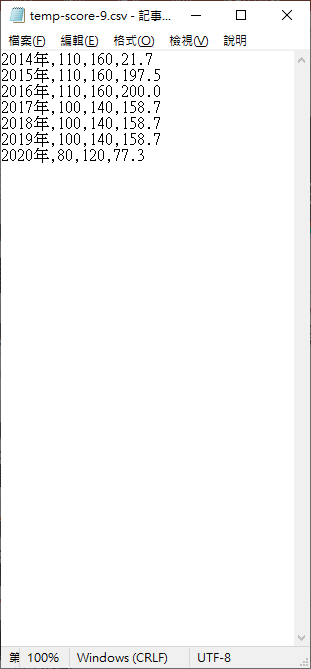 temp-score-9.csv - 記事...
檔案(F) 編輯(E) 格式(O) 檢視(V) 說明
2014年,110,160,21.7
2015年,110,160,197.5
2016年,110,160,200.0
2017年,100,140,158.7
2018年,100,140,158.7
2019年,100,140,158.7
2020年,80,120,77.3
第 100% Windows (CRLF) UTF-8